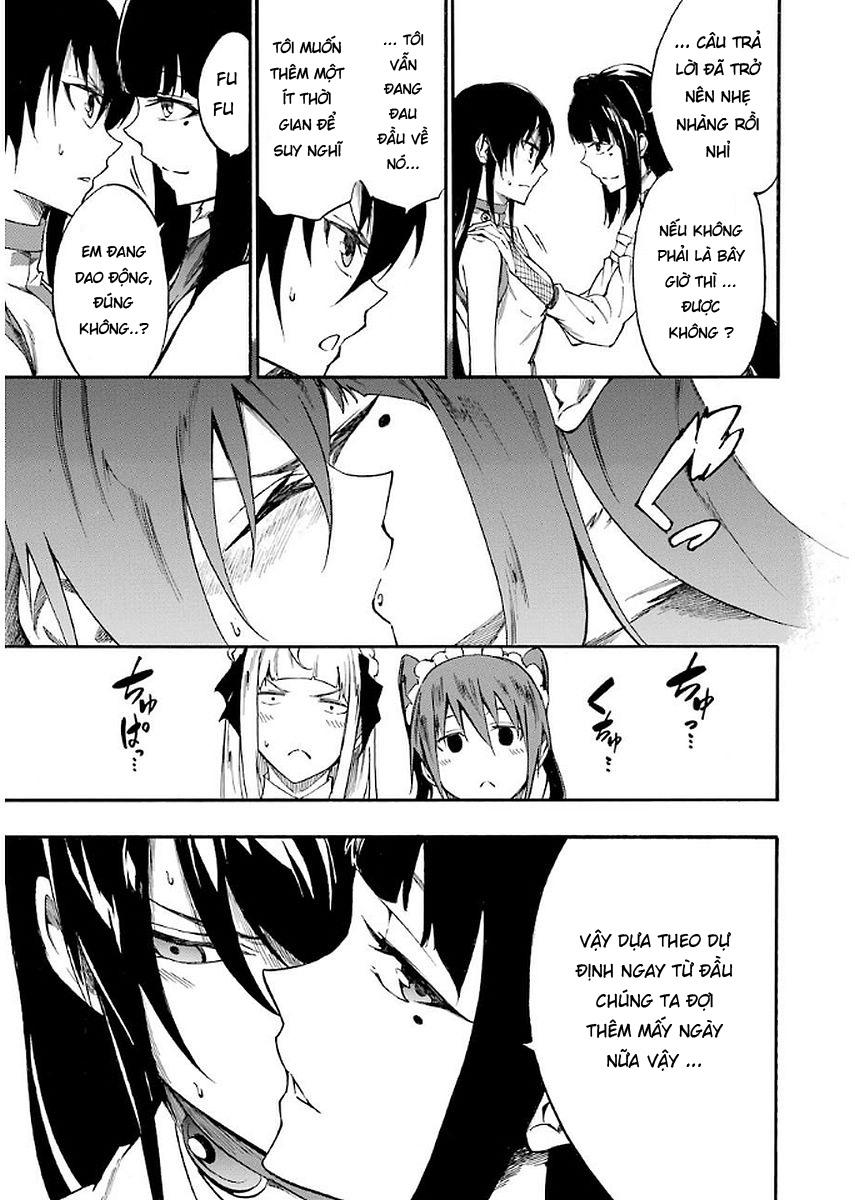 ... CÂU TRẢ
LỜI ĐÃ TRỞ
NÊN NHẸ
NHÀNG RỒI
NHỈ
NẾU KHÔNG
PHẢI LÀ BÂY
GIỜ THÌ ...
ĐƯỢC
KHÔNG ?
... TÔI
VẪN
ĐANG
ĐAU
ĐẦU VỀ
NÓ...
TÔI MUỐN
THÊM MỘT
ÍT THỜI
GIAN ĐỂ
SUY NGHĨ
FU
FU
EM ĐANG
DAO ĐỘNG,
ĐÚNG
KHÔNG..?
ちゅ…
くちゅ…
ちゅぱ…
VẬY DỰA THEO DỰ
ĐỊNH NGAY TỪ ĐẦU
CHÚNG TA ĐỢI
THÊM MẤY NGÀY
NỮA VẬY ...